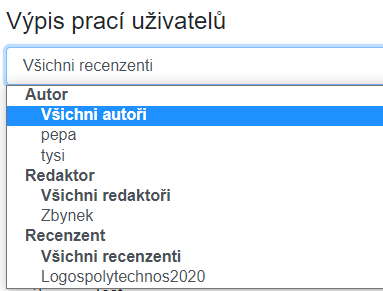 Výpis prací uživatelů
Všichni recenzenti
Autor
Všichni autoři
pepa
tysi
Redaktor
Všichni redaktoři
Zbynek
Recenzent
Všichni recenzenti
Logospolytechnos2020